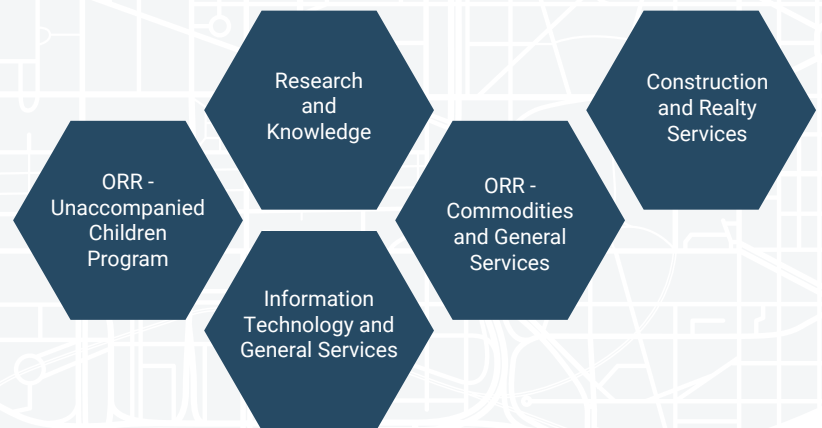 Research
and
Knowledge
Construction
and Realty
Services
ORR -
Unaccompanied
Children
Program
ORR -
Commodities
and General
Services
Information
Technology and
General Services